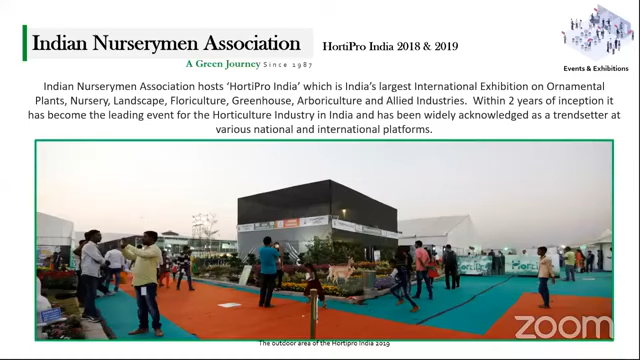 Indian Nurserymen Association
HortiPro India 2018 & 2019
A Green Journey Since 1987
Events & Exhibitions
Indian Nurserymen Association hosts ‘HortiPro India’ which is India’s largest International Exhibition on Ornamental
Plants, Nursery, Landscape, Floriculture, Greenhouse, Arboriculture and Allied Industries. Within 2 years of inception it
has become the leading event for the Horticulture Industry in India and has been widely acknowledged as a trendsetter at
various national and international platforms.
zoom
The outdoor area of the Hortipro India 2019